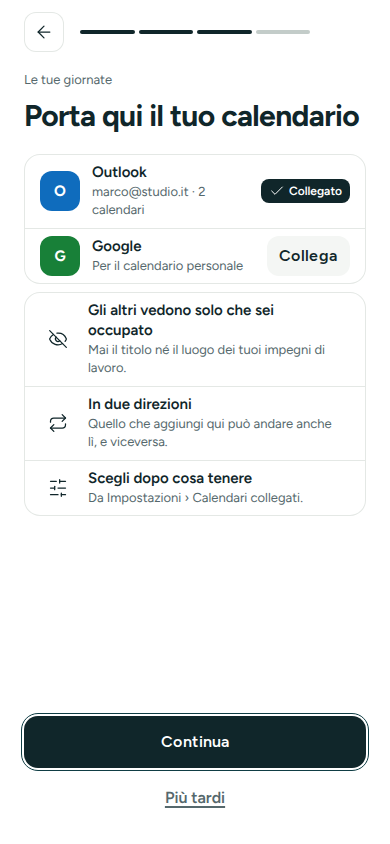 Le tue giornate
Porta qui il tuo calendario
O
Outlook
marco@studio.it · 2
calendari
Collegato
G
Google
Per il calendario personale
Collega
Gli altri vedono solo che sei
occupato
Mai il titolo né il luogo dei tuoi impegni di
lavoro.
In due direzioni
Quello che aggiungi qui può andare anche
lì, e viceversa.
Scegli dopo cosa tenere
Da Impostazioni › Calendari collegati.
Continua
Più tardi